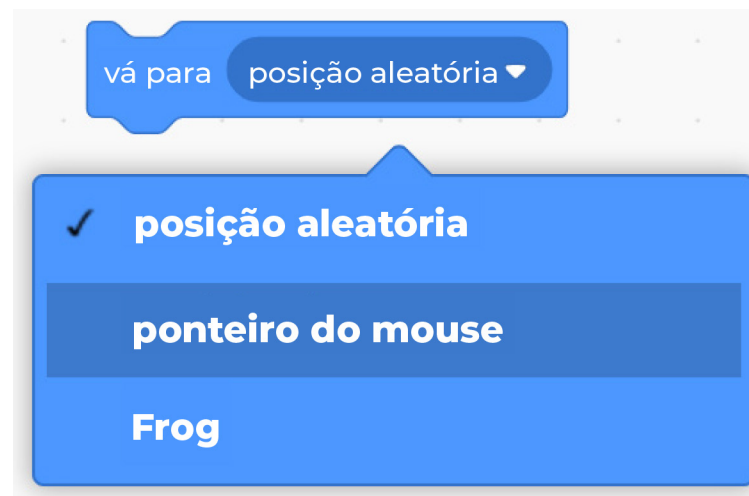 vá para posição aleatória
posição aleatória
ponteiro do mouse
Frog